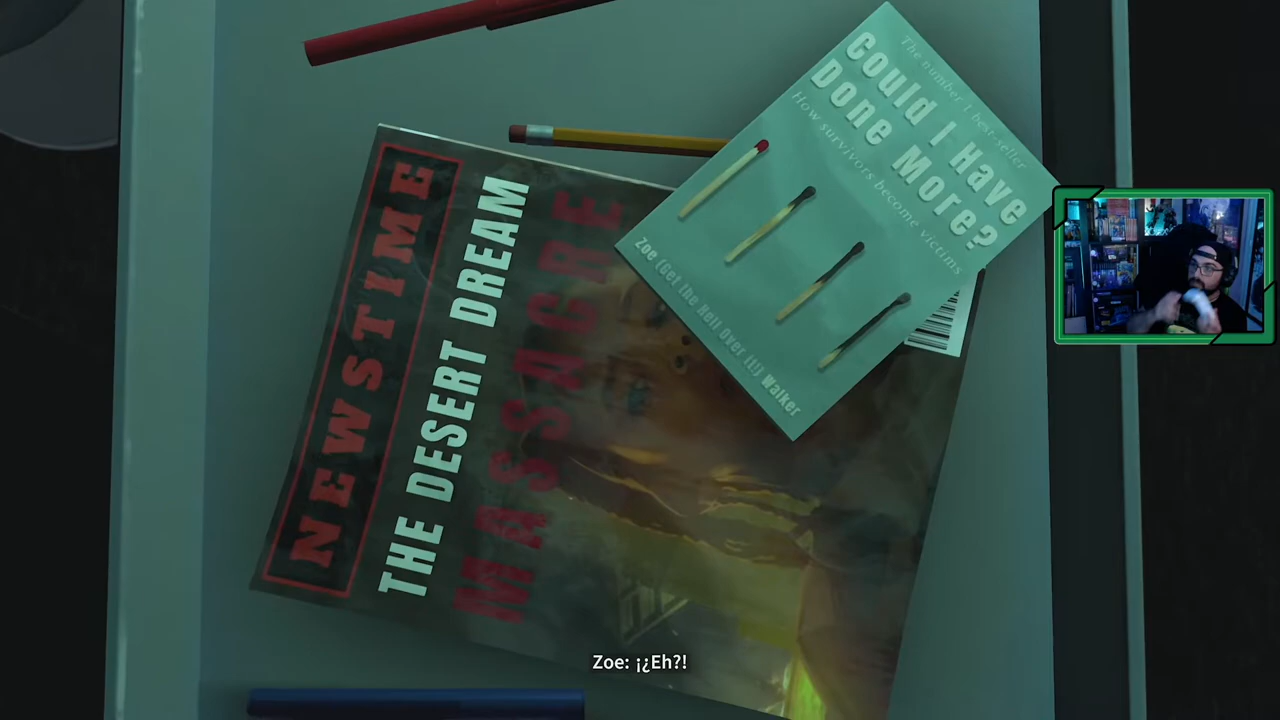 The number 1 best-seller
Could I Have
Done More?
How survivors become victims
Zoe (Get the Hell Over It!) Walker
NEWSTIME
THE DESERT DREAM
MASSACRE
Zoe: ¡¿Eh?!